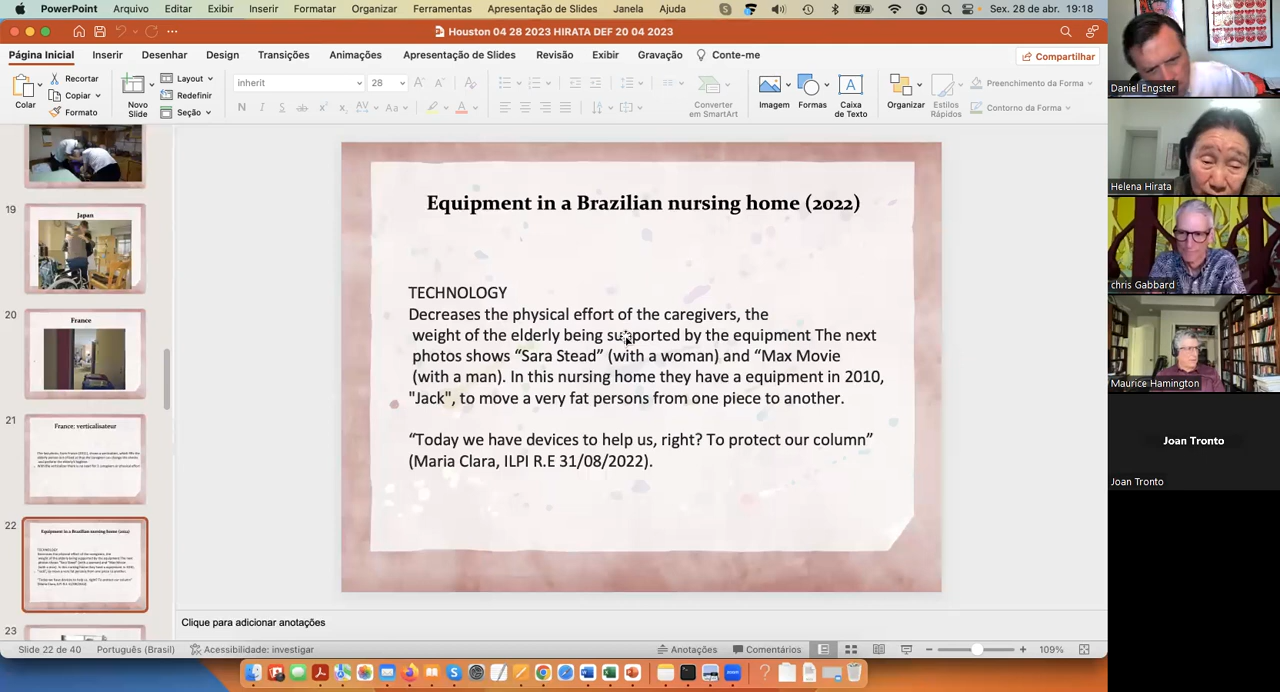 PowerPoint Arquivo Editar Exibir Inserir Formatar Organizar Ferramentas Apresentação de Slides Janela Ajuda Sex. 28 de abr. 19:18
Houston 04 28 2023 HIRATA DEF 20 04 2023
Página Inicial Inserir Desenhar Design Transições Animações Apresentação de Slides Revisão Exibir Gravação Conte-me Compartilhar
Colar
Recortar
Copiar
Formato
Novo
Slide
Layout
Redefinir
Seção
inherit 28
Converter
em SmartArt
Imagem
Formas
Caixa
de Texto
Organizar
Estilos
Rápidos
Preenchimento da Forma
Contorno da Forma
19
Japan
20
France
21
France: verticalisateur
22
Equipment in a Brazilian nursing home (2022)
23
Equipment in a Brazilian nursing home (2022)
TECHNOLOGY
Decreases the physical effort of the caregivers, the
weight of the elderly being supported by the equipment The next
photos shows “Sara Stead” (with a woman) and “Max Movie
(with a man). In this nursing home they have a equipment in 2010,
"Jack", to move a very fat persons from one piece to another.
“Today we have devices to help us, right? To protect our column”
(Maria Clara, ILPI R.E 31/08/2022).
Clique para adicionar anotações
Slide 22 de 40 Português (Brasil) Acessibilidade: investigar Anotações Comentários 109%
Daniel Engster
Helena Hirata
chris Gabbard
Maurice Hamington
Joan Tronto
Joan Tronto